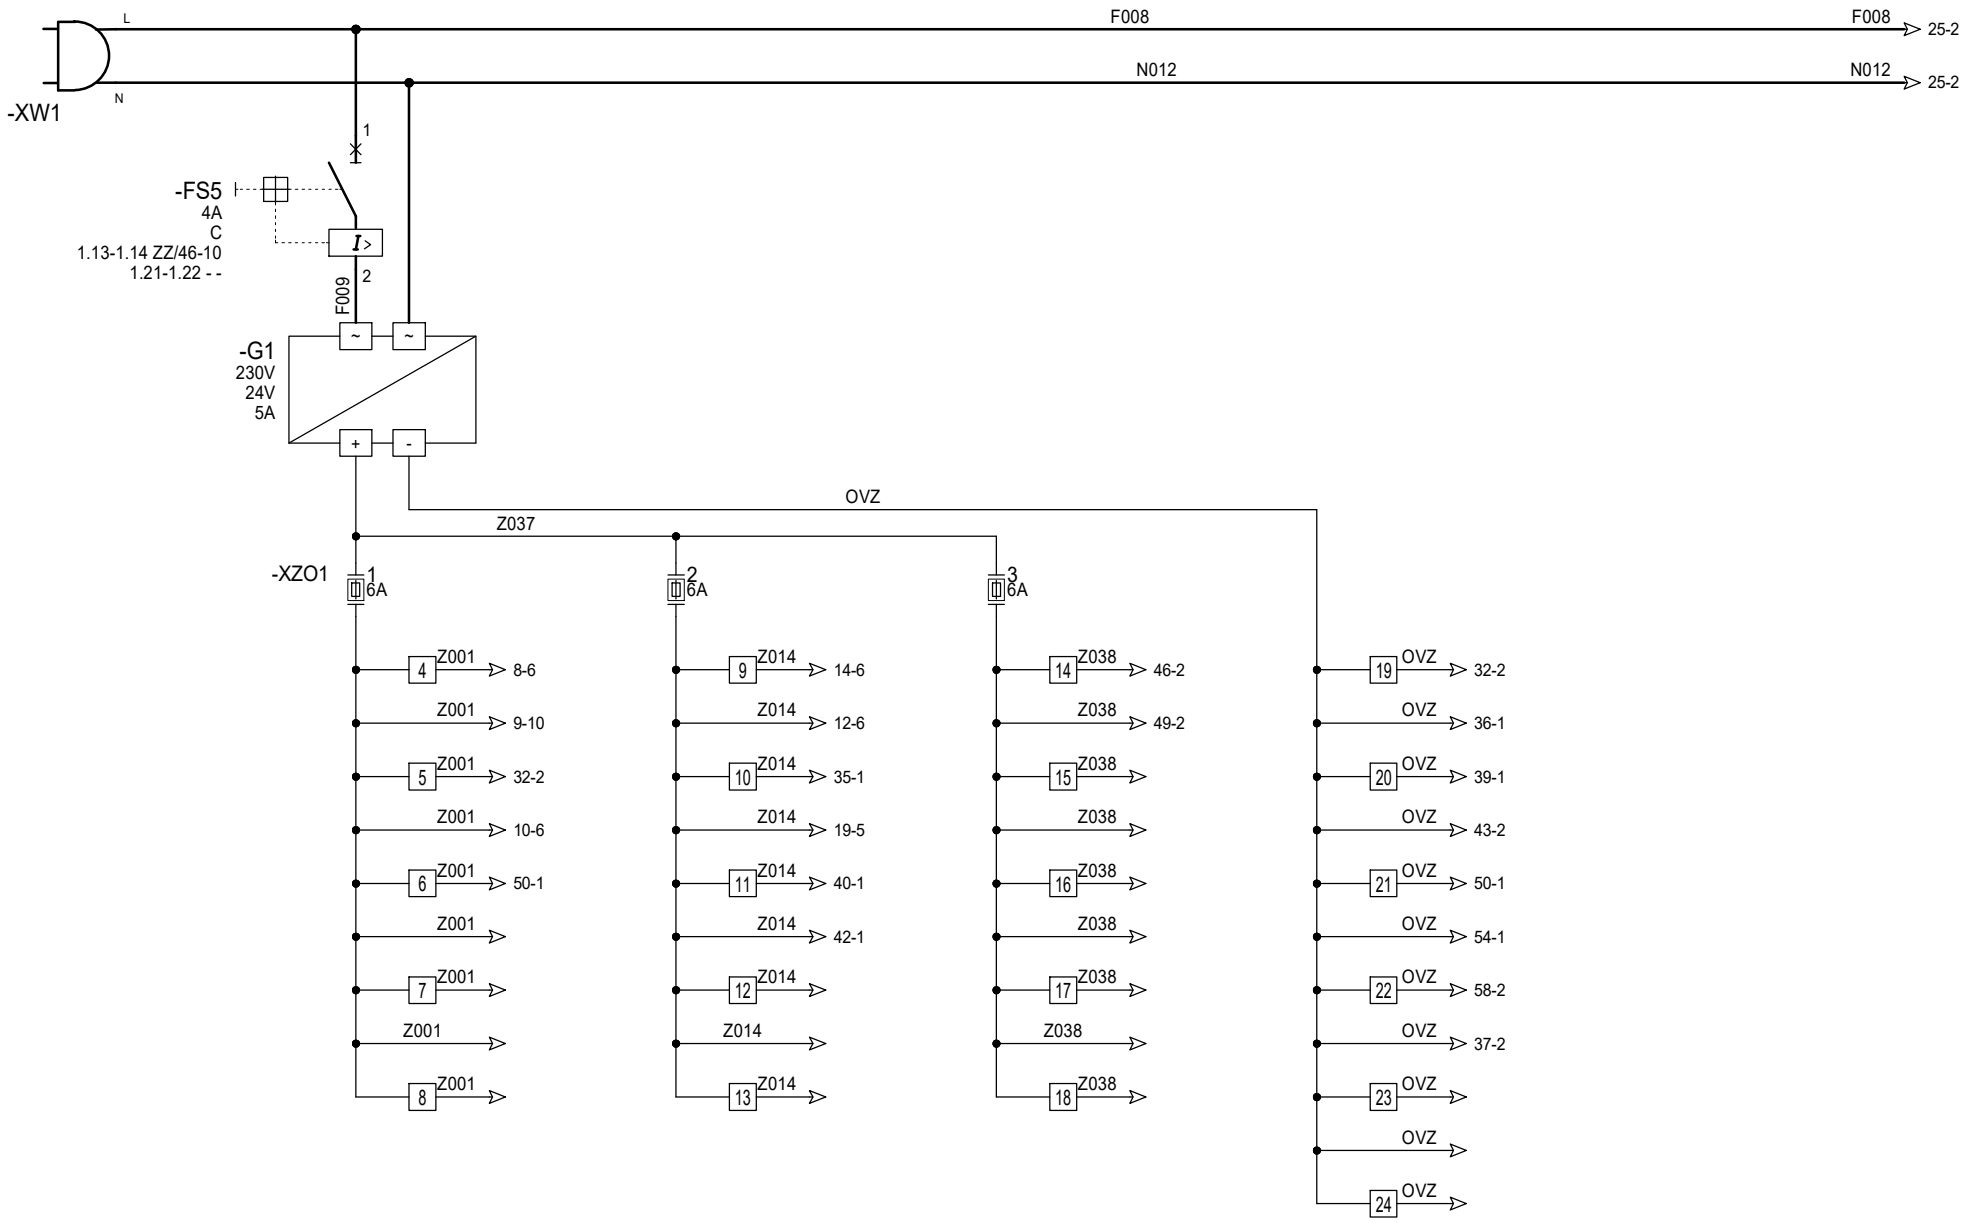 L F008 F008 25-2
N012 N012 25-2
N
-XW1
1
-FS5
4A
C
I >
1.13-1.14 ZZ/46-10
1.21-1.22 - -
2
F009
~ ~
-G1
230V
24V
5A
+ -
OVZ
Z037
-XZO1 1 2 3
6A 6A 6A
4 Z001 8-6 9 Z014 14-6 14 Z038 46-2 19 OVZ 32-2
Z001 9-10 Z014 12-6 Z038 49-2 OVZ 36-1
5 Z001 32-2 10 Z014 35-1 15 Z038 20 OVZ 39-1
Z001 10-6 Z014 19-5 Z038 OVZ 43-2
6 Z001 50-1 11 Z014 40-1 16 Z038 21 OVZ 50-1
Z001 Z014 42-1 Z038 OVZ 54-1
7 Z001 12 Z014 17 Z038 22 OVZ 58-2
Z001 Z014 Z038 OVZ 37-2
8 Z001 13 Z014 18 Z038 23 OVZ
OVZ
24 OVZ